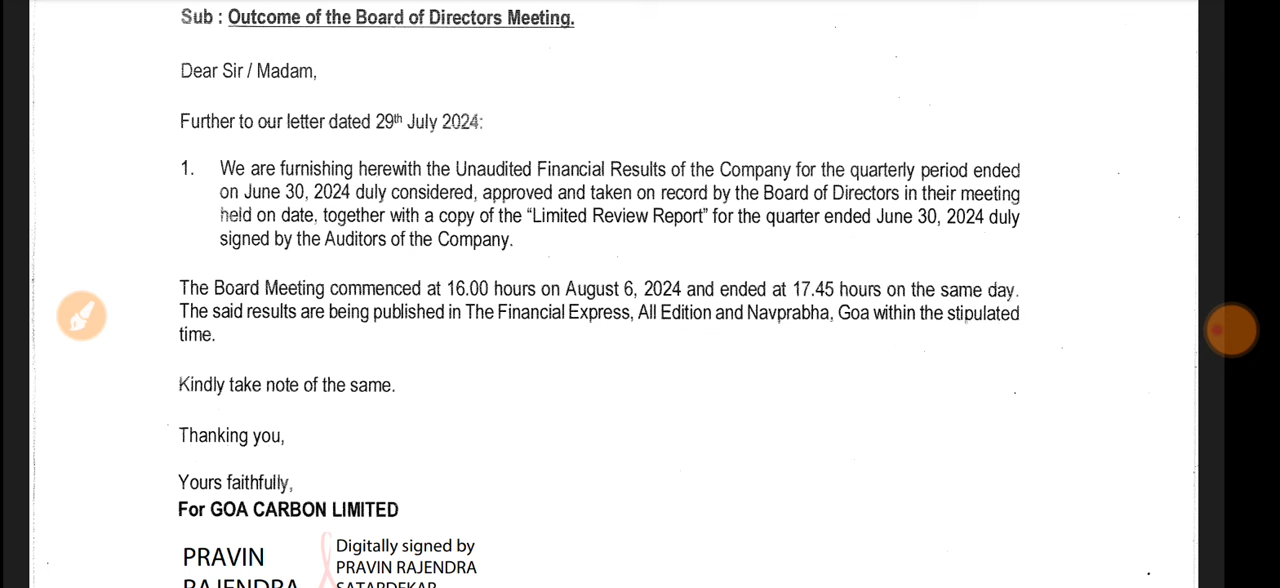 Sub : Outcome of the Board of Directors Meeting.
Dear Sir / Madam,
Further to our letter dated 29th July 2024:
1. We are furnishing herewith the Unaudited Financial Results of the Company for the quarterly period ended
on June 30, 2024 duly considered, approved and taken on record by the Board of Directors in their meeting
held on date, together with a copy of the “Limited Review Report” for the quarter ended June 30, 2024 duly
signed by the Auditors of the Company.
The Board Meeting commenced at 16.00 hours on August 6, 2024 and ended at 17.45 hours on the same day.
The said results are being published in The Financial Express, All Edition and Navprabha, Goa within the stipulated
time.
Kindly take note of the same.
Thanking you,
Yours faithfully,
For GOA CARBON LIMITED
PRAVIN
RAJENDRA
Digitally signed by
PRAVIN RAJENDRA
SATARDEKAR